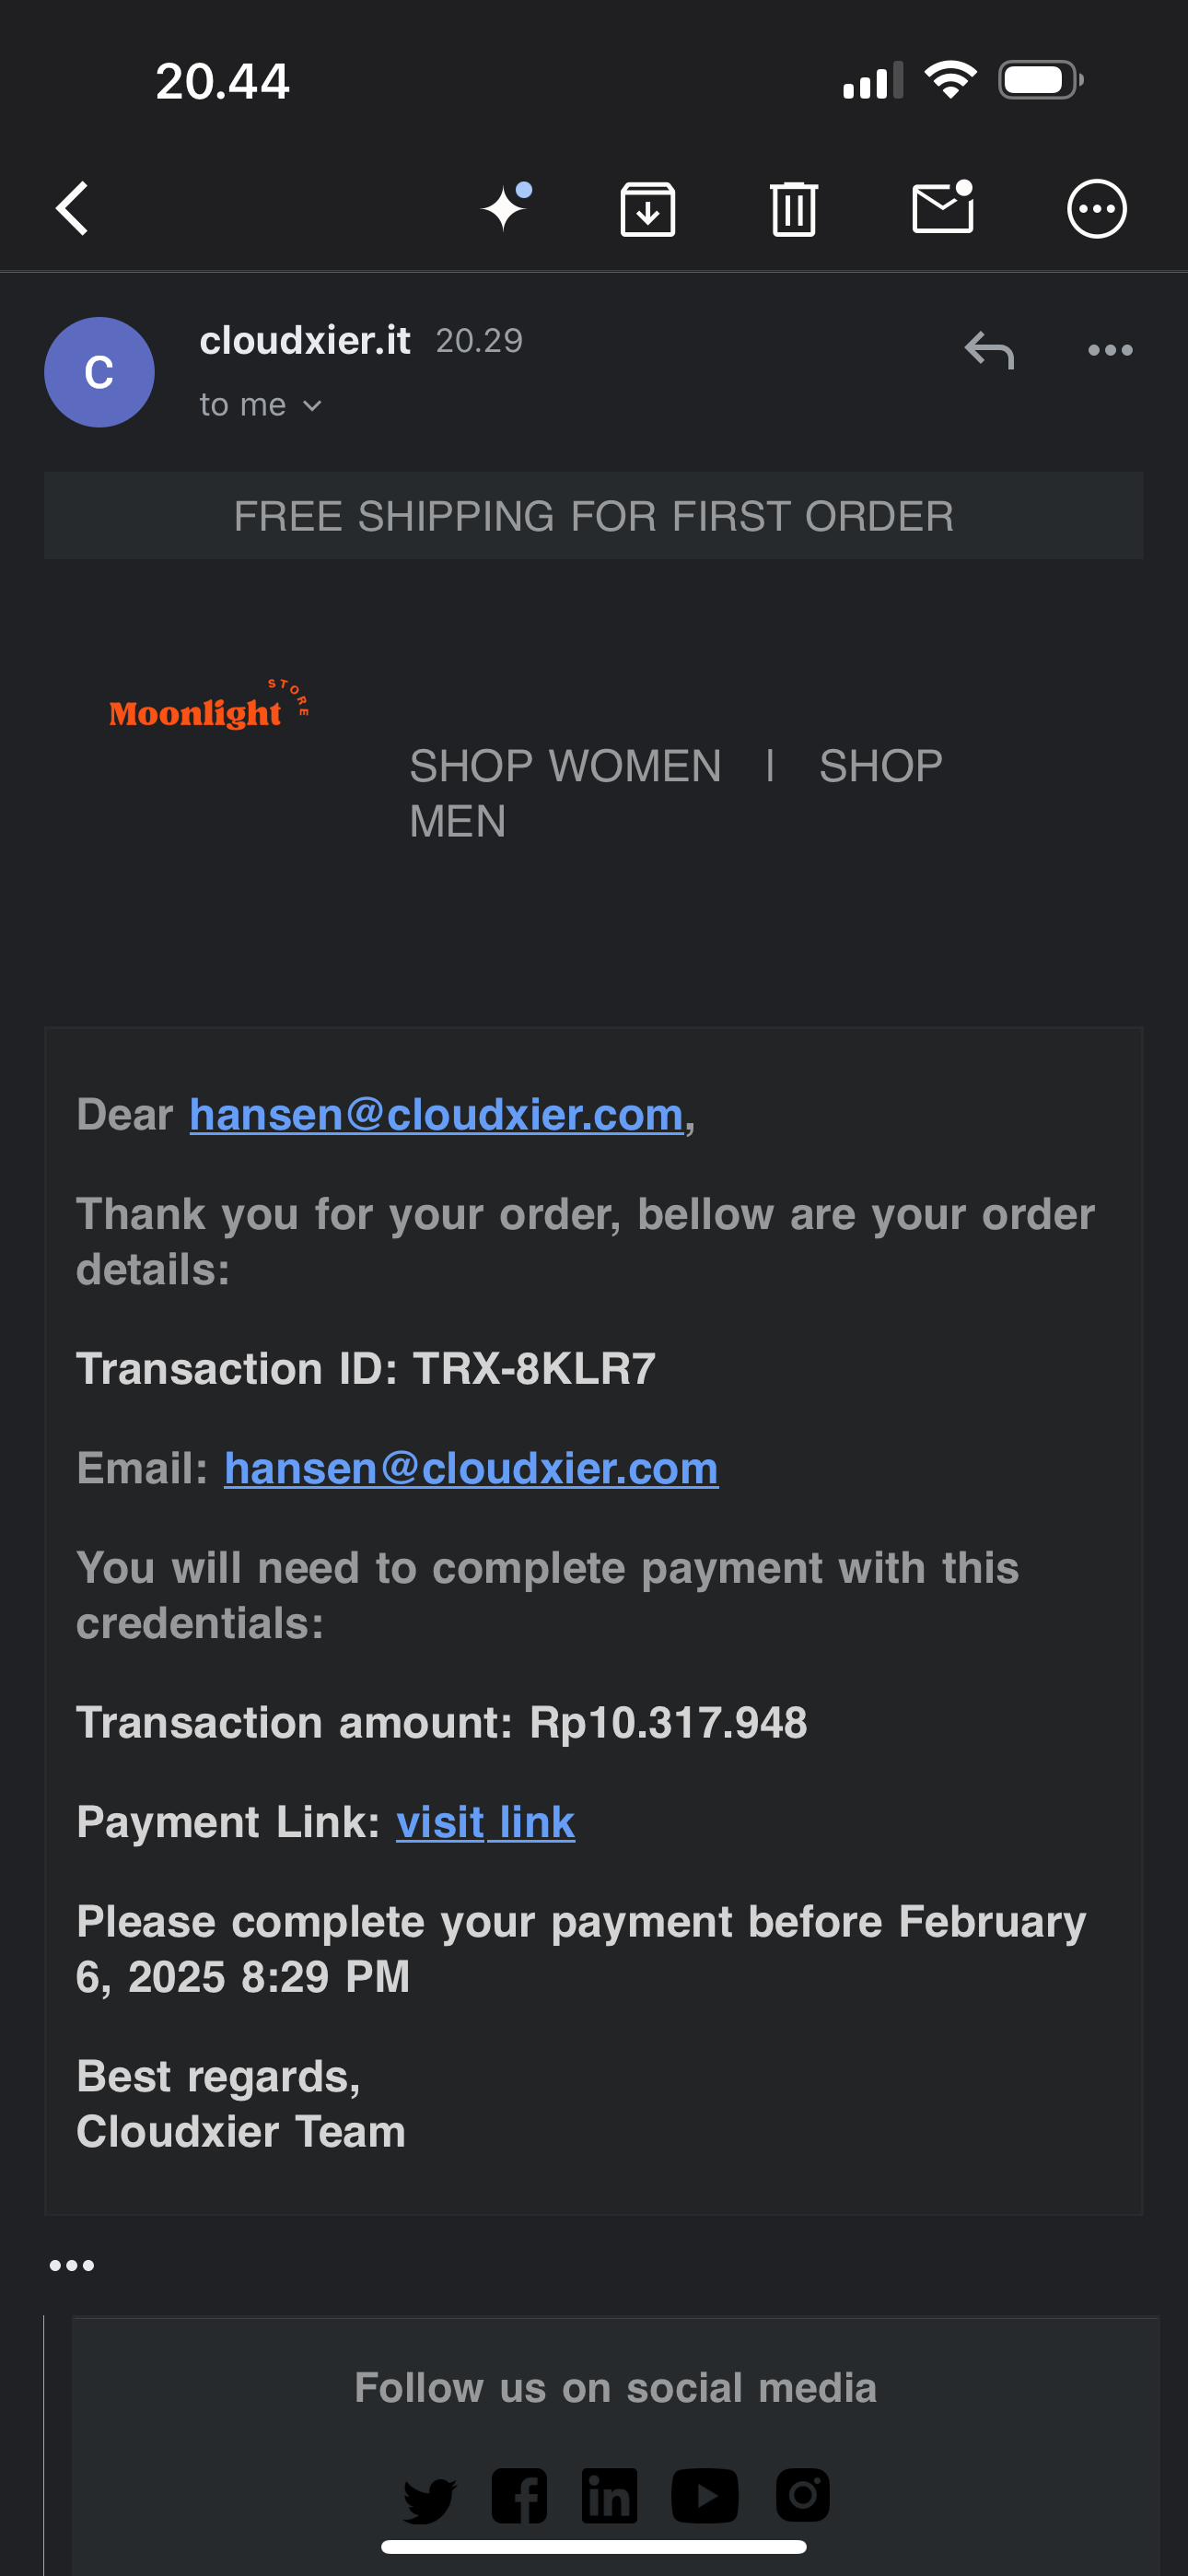 20.44
cloudxier.it 20.29
C
to me
FREE SHIPPING FOR FIRST ORDER
Moonlight STORE
SHOP WOMEN | SHOP
MEN
Dear hansen@cloudxier.com,
Thank you for your order, bellow are your order
details:
Transaction ID: TRX-8KLR7
Email: hansen@cloudxier.com
You will need to complete payment with this
credentials:
Transaction amount: Rp10.317.948
Payment Link: visit link
Please complete your payment before February
6, 2025 8:29 PM
Best regards,
Cloudxier Team
Follow us on social media